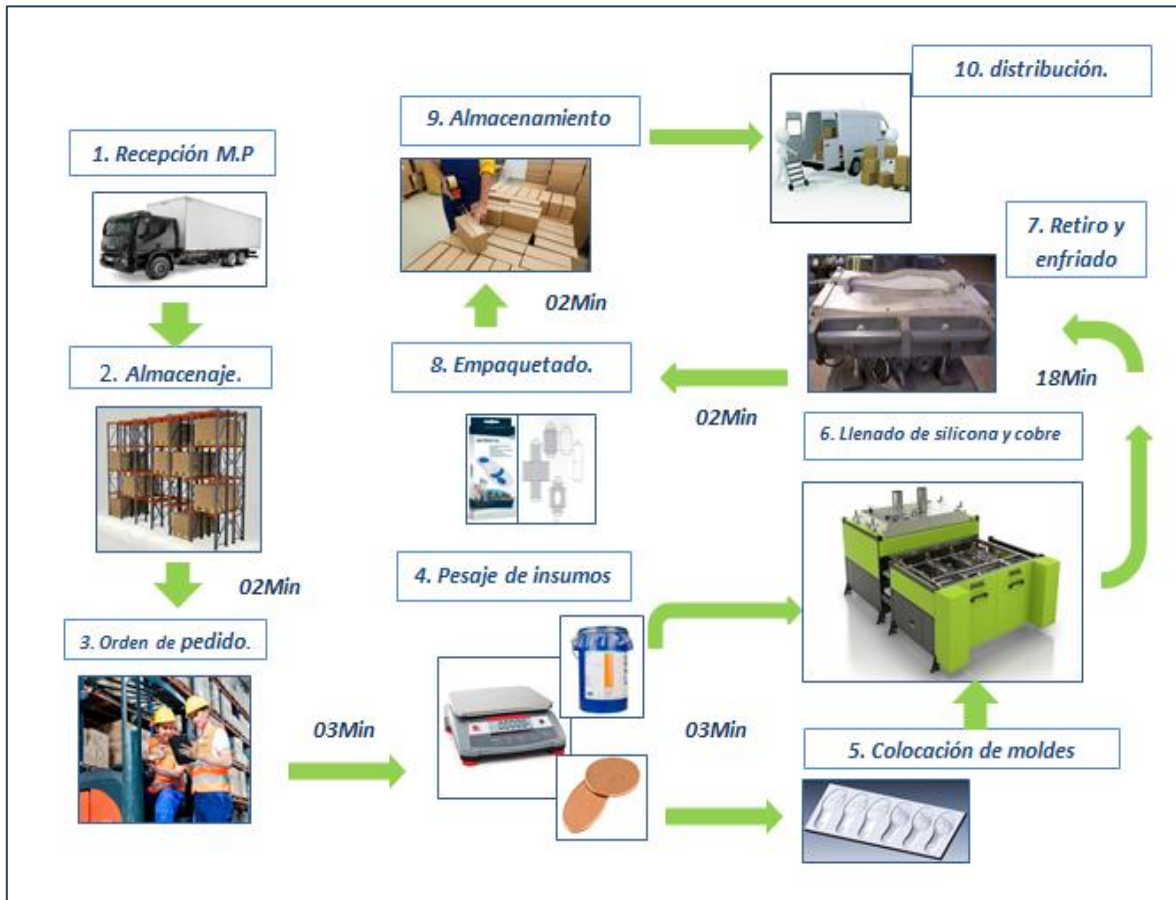 1. Recepción M.P
2. Almacenaje.
02Min
3. Orden de pedido.
03Min
4. Pesaje de insumos
03Min
5. Colocación de moldes
6. Llenado de silicona y cobre
18Min
7. Retiro y
enfriado
02Min
8. Empaquetado.
02Min
9. Almacenamiento
10. distribución.